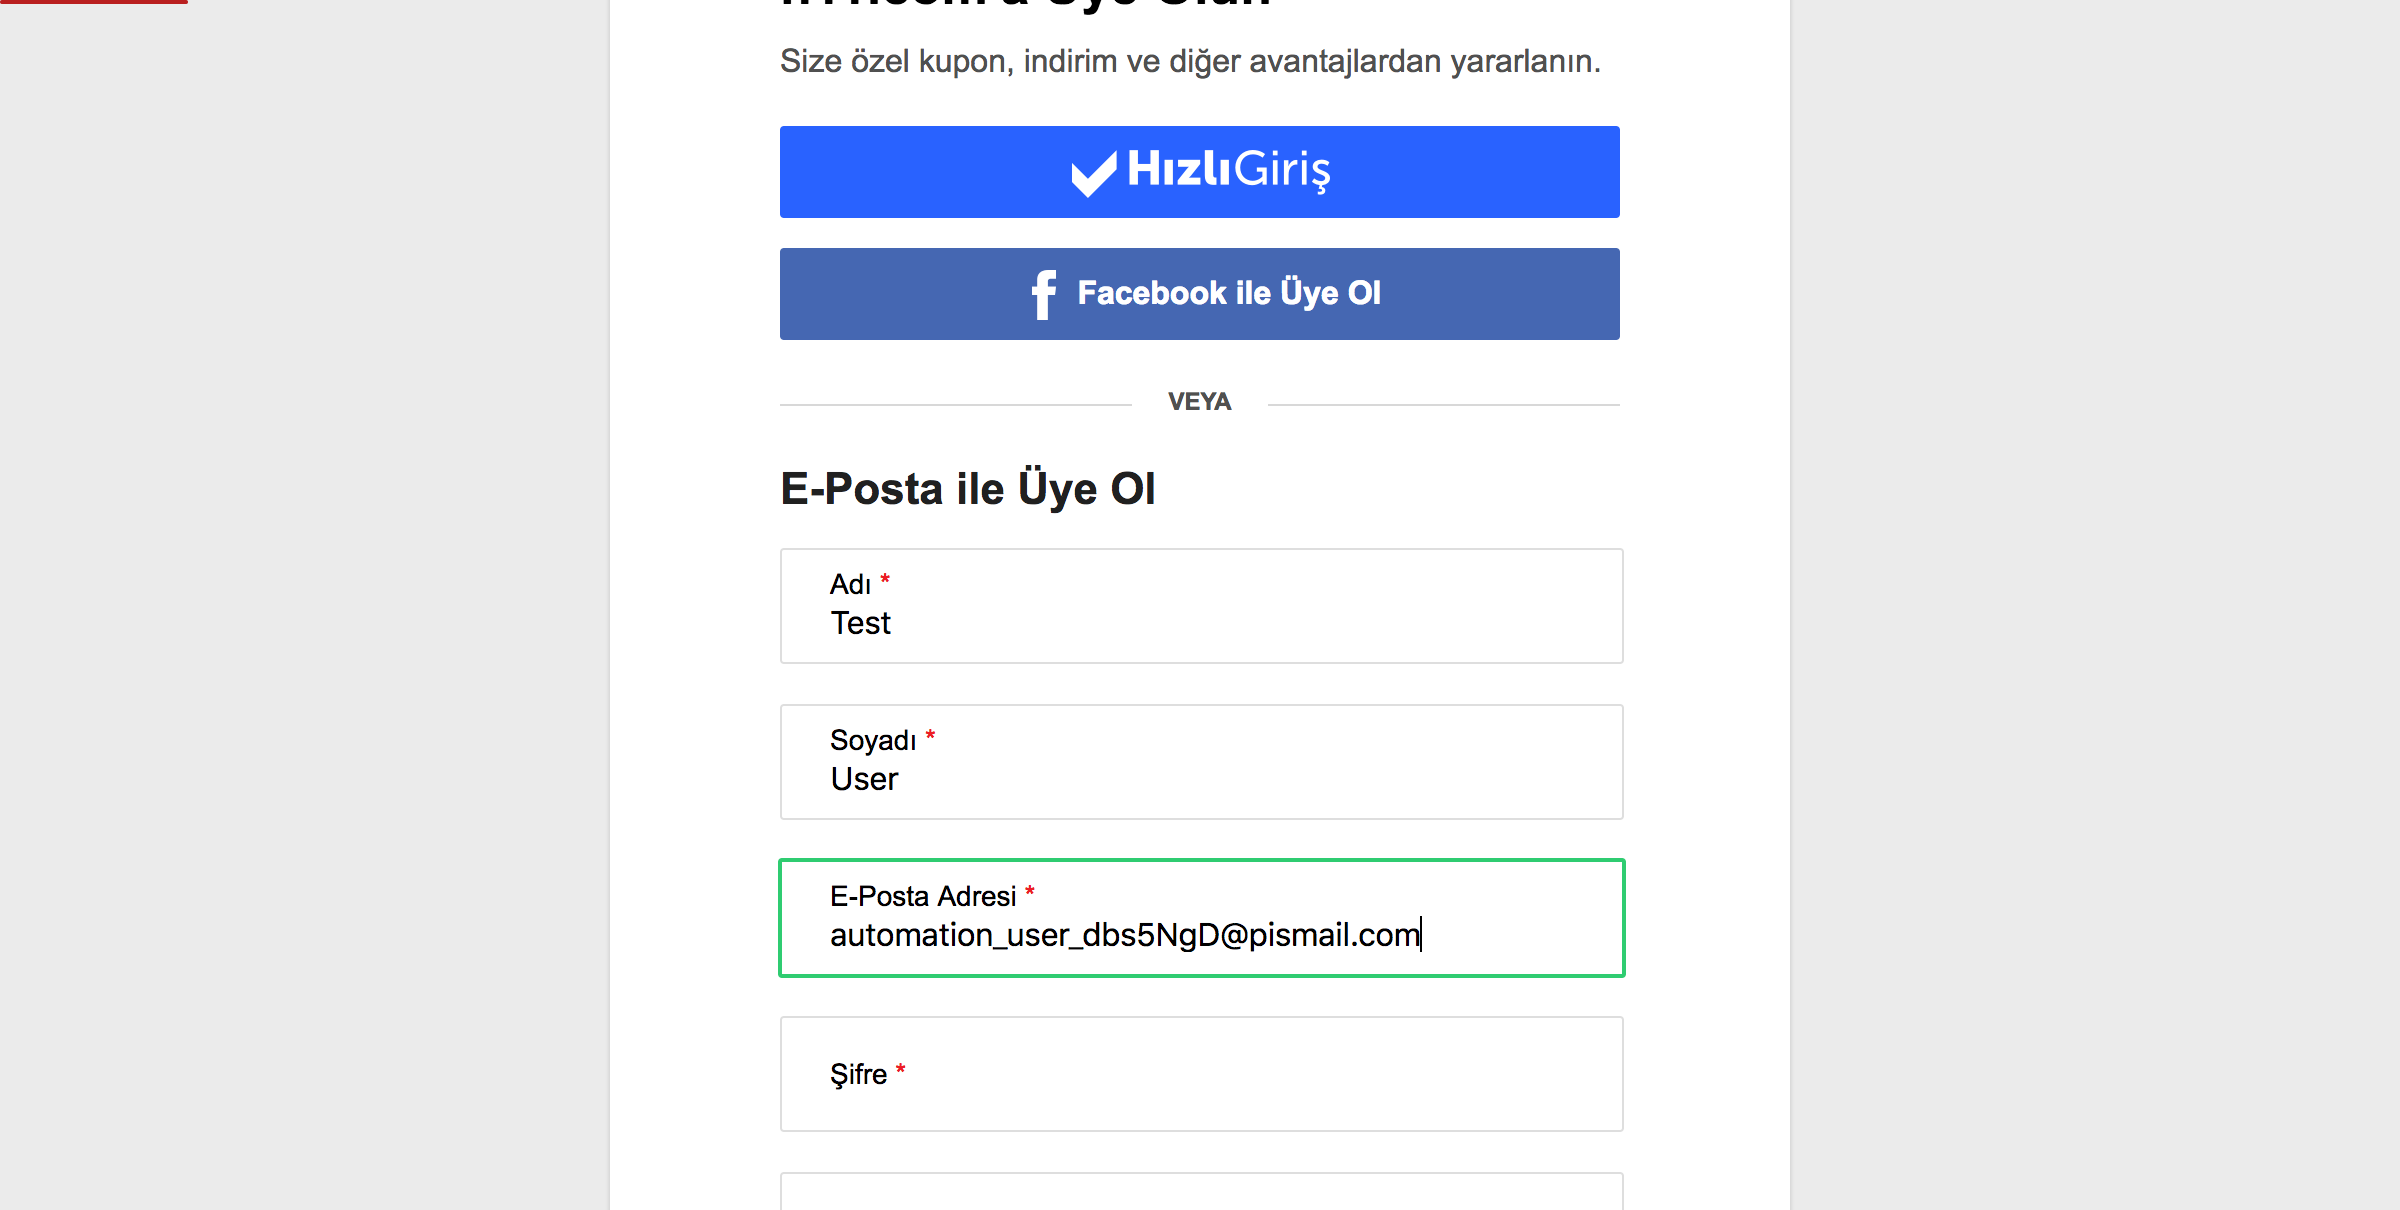 Size özel kupon, indirim ve diğer avantajlardan yararlanın.
HızlıGiriş
Facebook ile Üye Ol
VEYA
E-Posta ile Üye Ol
Adı *
Test
Soyadı *
User
E-Posta Adresi *
automation_user_dbs5NgD@pismail.com
Şifre *